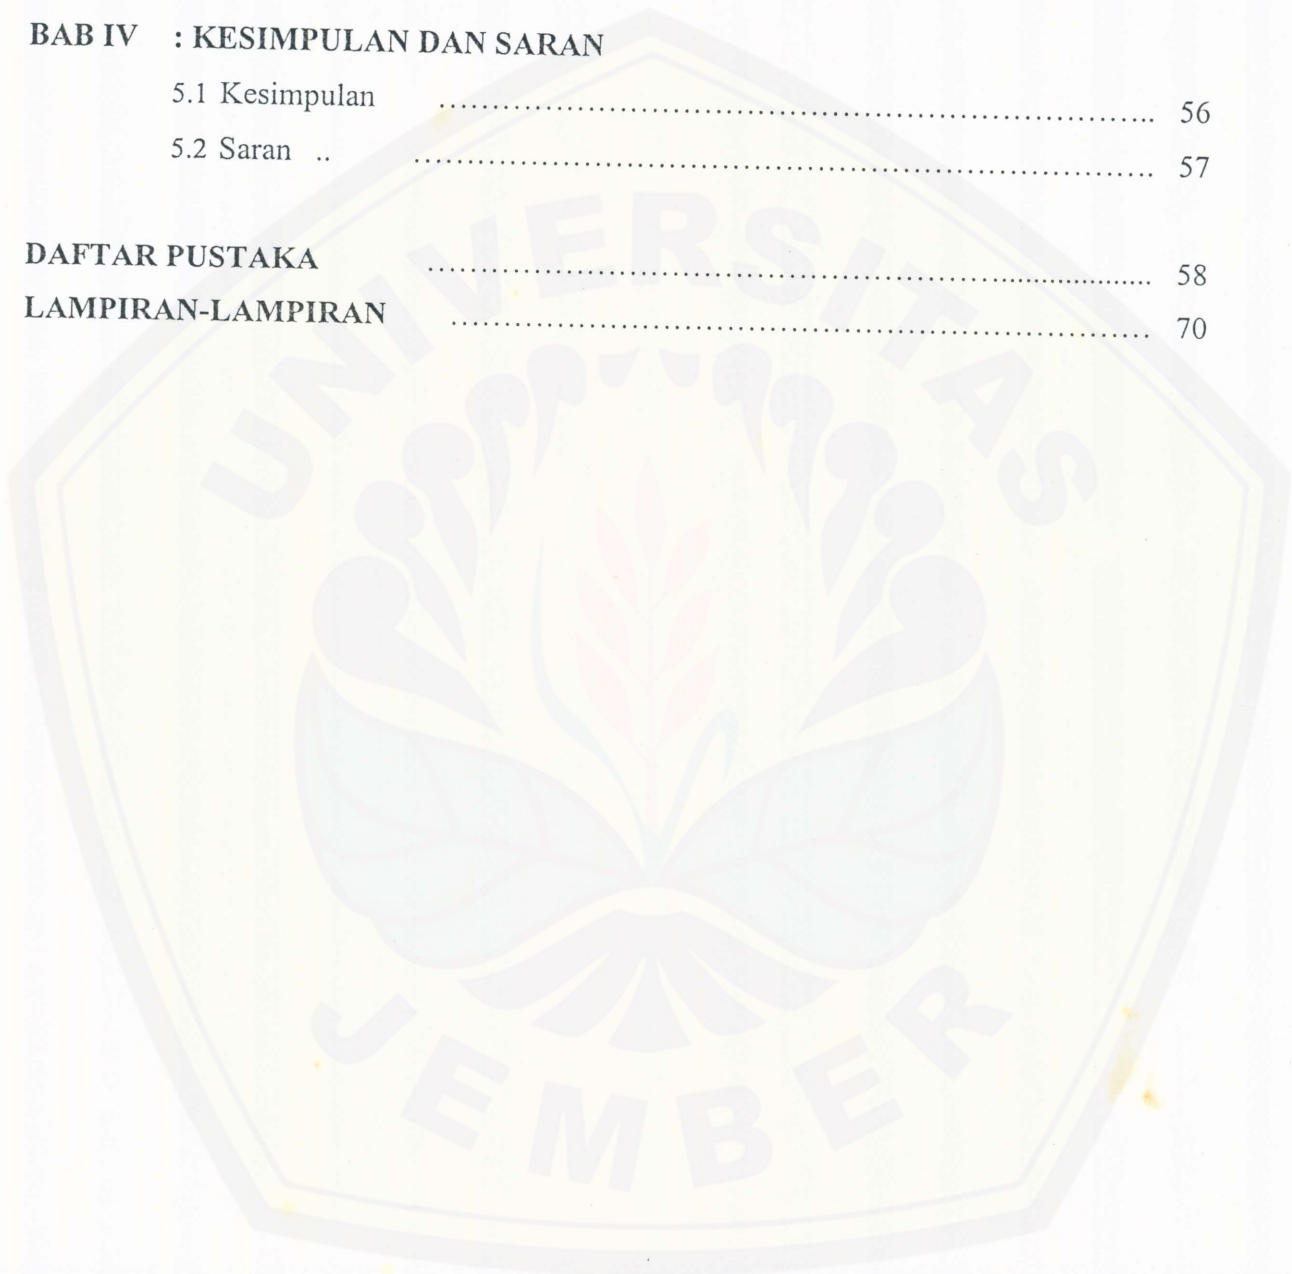 BAB IV : KESIMPULAN DAN SARAN
5.1 Kesimpulan .................................................................... 56
5.2 Saran .. ...................................................................... 57
DAFTAR PUSTAKA .................................................................... 58
LAMPIRAN-LAMPIRAN .................................................................. 70
UNIVERSITAS
JEMBER